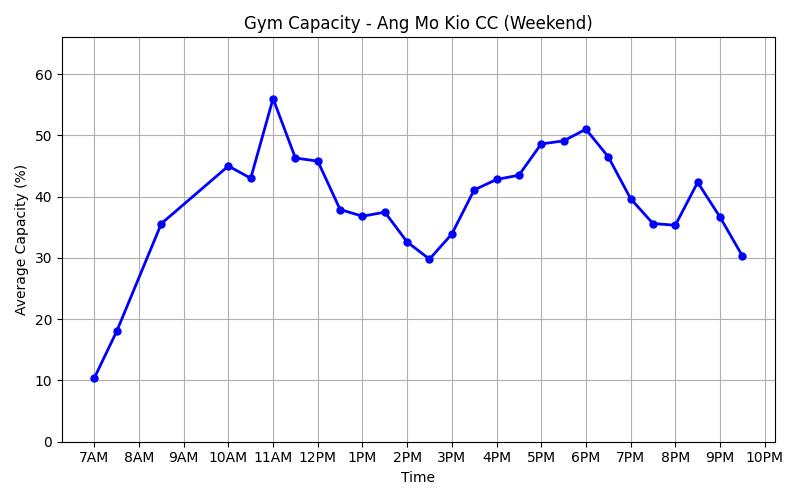 Gym Capacity - Ang Mo Kio CC (Weekend)
Average Capacity (%)
60
50
40
30
20
10
0
7AM 8AM 9AM 10AM 11AM 12PM 1PM 2PM 3PM 4PM 5PM 6PM 7PM 8PM 9PM 10PM
Time